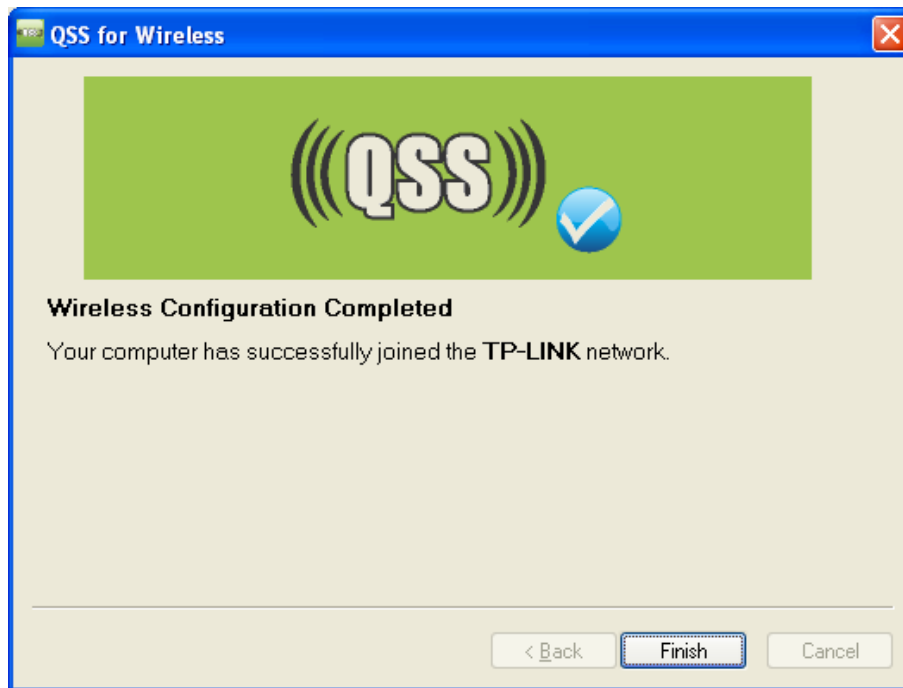 QSS for Wireless
(((QSS)))
Wireless Configuration Completed
Your computer has successfully joined the TP-LINK network.
< Back
Finish
Cancel